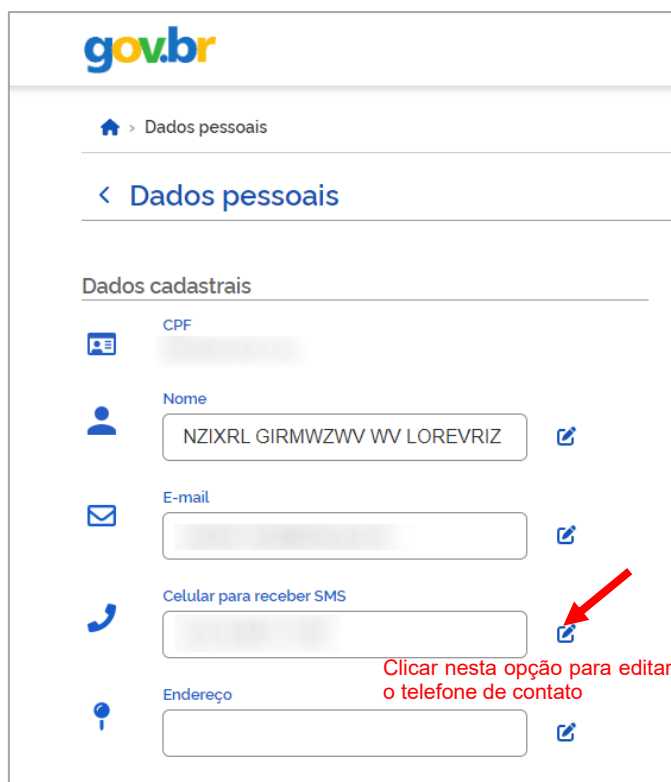 gov.br
> Dados pessoais
< Dados pessoais
Dados cadastrais
CPF
Nome
NZIXRL GIRMWZWV WV LOREVRIZ
E-mail
Celular para receber SMS
Clicar nesta opção para editar
o telefone de contato
Endereço